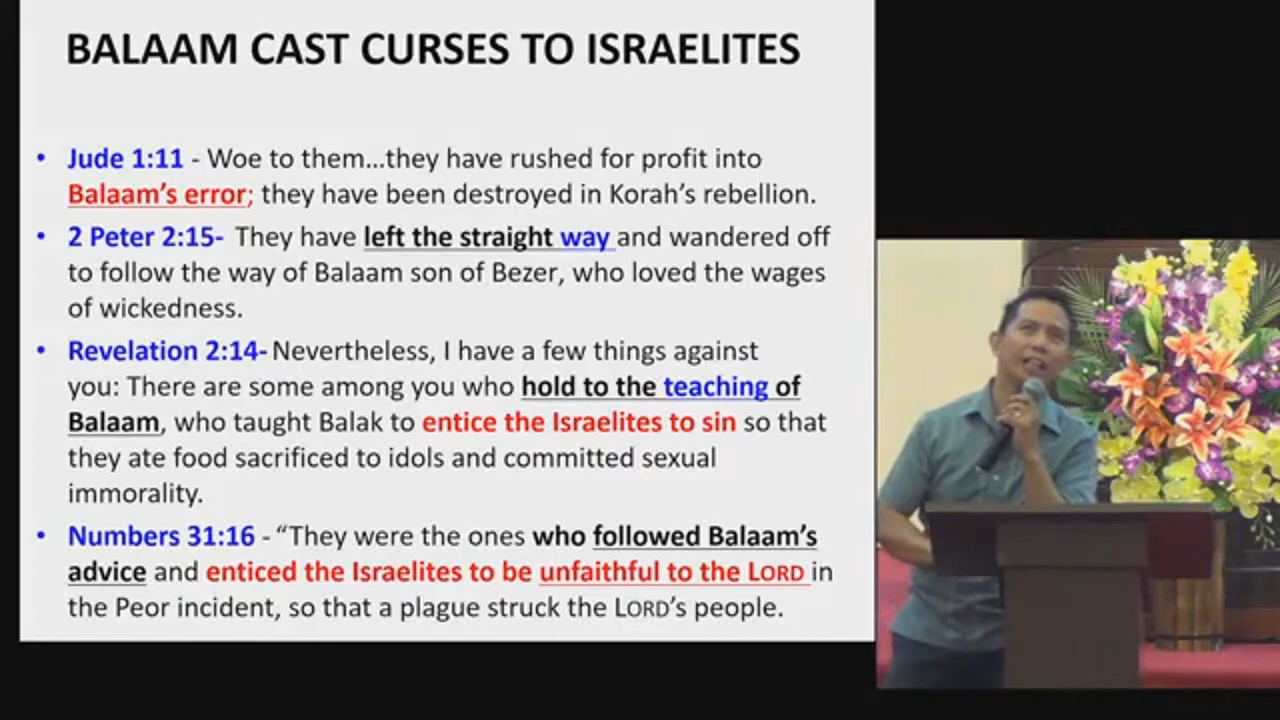 BALAAM CAST CURSES TO ISRAELITES
• Jude 1:11 - Woe to them…they have rushed for profit into
Balaam’s error; they have been destroyed in Korah’s rebellion.
• 2 Peter 2:15- They have left the straight way and wandered off
to follow the way of Balaam son of Bezer, who loved the wages
of wickedness.
• Revelation 2:14- Nevertheless, I have a few things against
you: There are some among you who hold to the teaching of
Balaam, who taught Balak to entice the Israelites to sin so that
they ate food sacrificed to idols and committed sexual
immorality.
• Numbers 31:16 - “They were the ones who followed Balaam’s
advice and enticed the Israelites to be unfaithful to the LORD in
the Peor incident, so that a plague struck the LORD’s people.